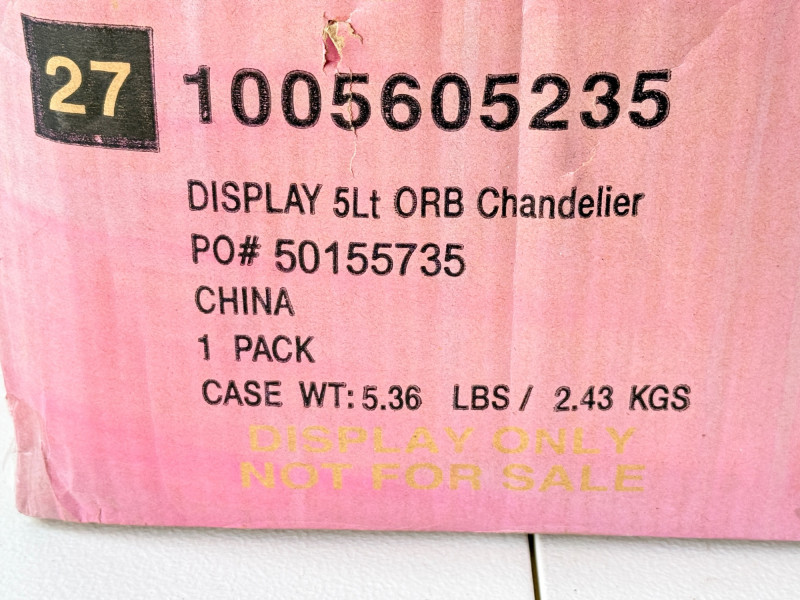 27 1005605235
DISPLAY 5Lt ORB Chandelier
PO# 50155735
CHINA
1 PACK
CASE WT: 5.36 LBS / 2.43 KGS
DISPLAY ONLY
NOT FOR SALE